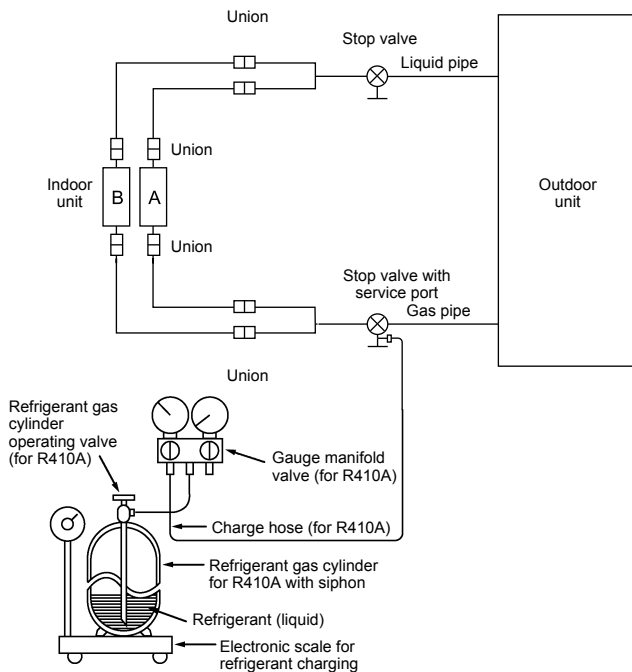 Union
Stop valve
Liquid pipe
Union
Indoor
unit
B
A
Outdoor
unit
Union
Stop valve with
service port
Gas pipe
Union
Refrigerant gas
cylinder
operating valve
(for R410A)
Gauge manifold
valve (for R410A)
Charge hose (for R410A)
Refrigerant gas cylinder
for R410A with siphon
Refrigerant (liquid)
Electronic scale for
refrigerant charging